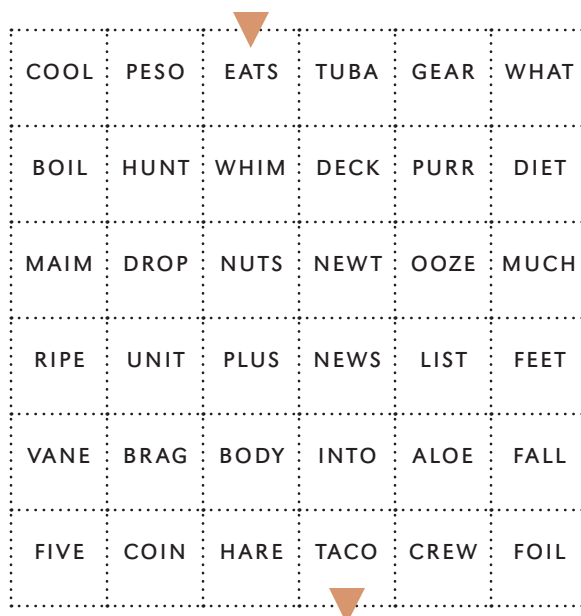 COOL PESO EATS TUBA GEAR WHAT
BOIL HUNT WHIM DECK PURR DIET
MAIM DROP NUTS NEWT OOZE MUCH
RIPE UNIT PLUS NEWS LIST FEET
VANE BRAG BODY INTO ALOE FALL
FIVE COIN HARE TACO CREW FOIL